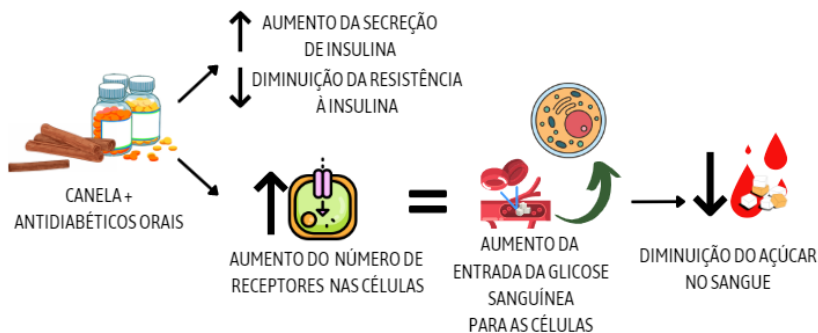 AUMENTO DA SECREÇÃO
DE INSULINA
DIMINUIÇÃO DA RESISTÊNCIA
À INSULINA
CANELA +
ANTIDIABÉTICOS ORAIS
AUMENTO DO NÚMERO DE
RECEPTORES NAS CÉLULAS
=
AUMENTO DA
ENTRADA DA GLICOSE
SANGUÍNEA
PARA AS CÉLULAS
DIMINUIÇÃO DO AÇÚCAR
NO SANGUE